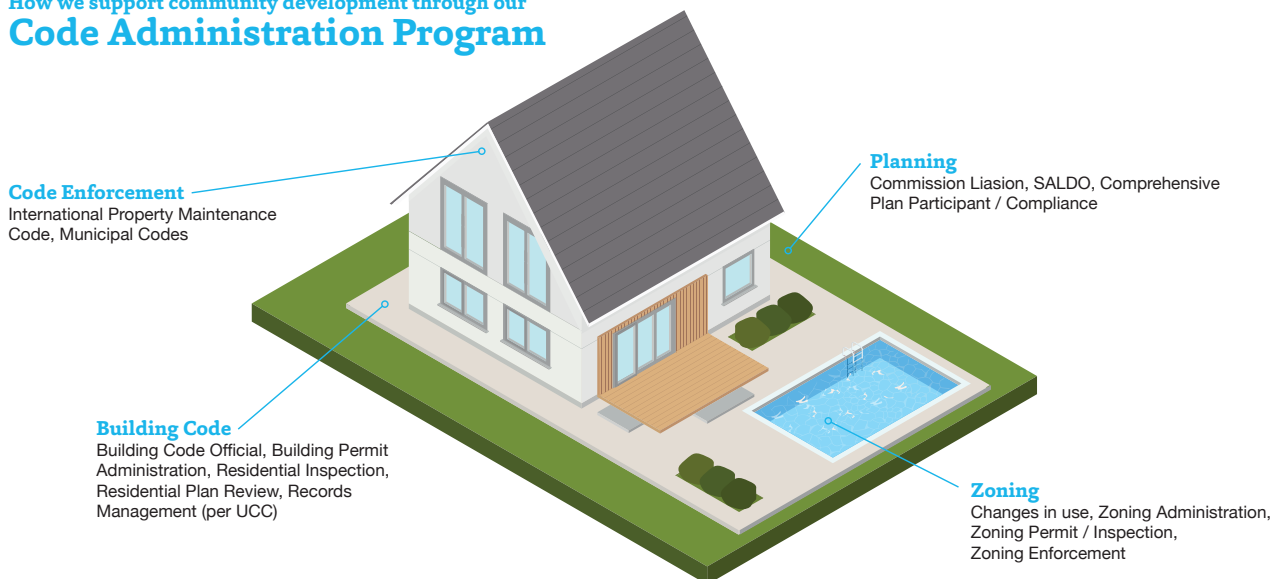 How we support community development through our
Code Administration Program
Code Enforcement
International Property Maintenance
Code, Municipal Codes
Planning
Commission Liasion, SALDO, Comprehensive
Plan Participant / Compliance
Building Code
Building Code Official, Building Permit
Administration, Residential Inspection,
Residential Plan Review, Records
Management (per UCC)
Zoning
Changes in use, Zoning Administration,
Zoning Permit / Inspection,
Zoning Enforcement